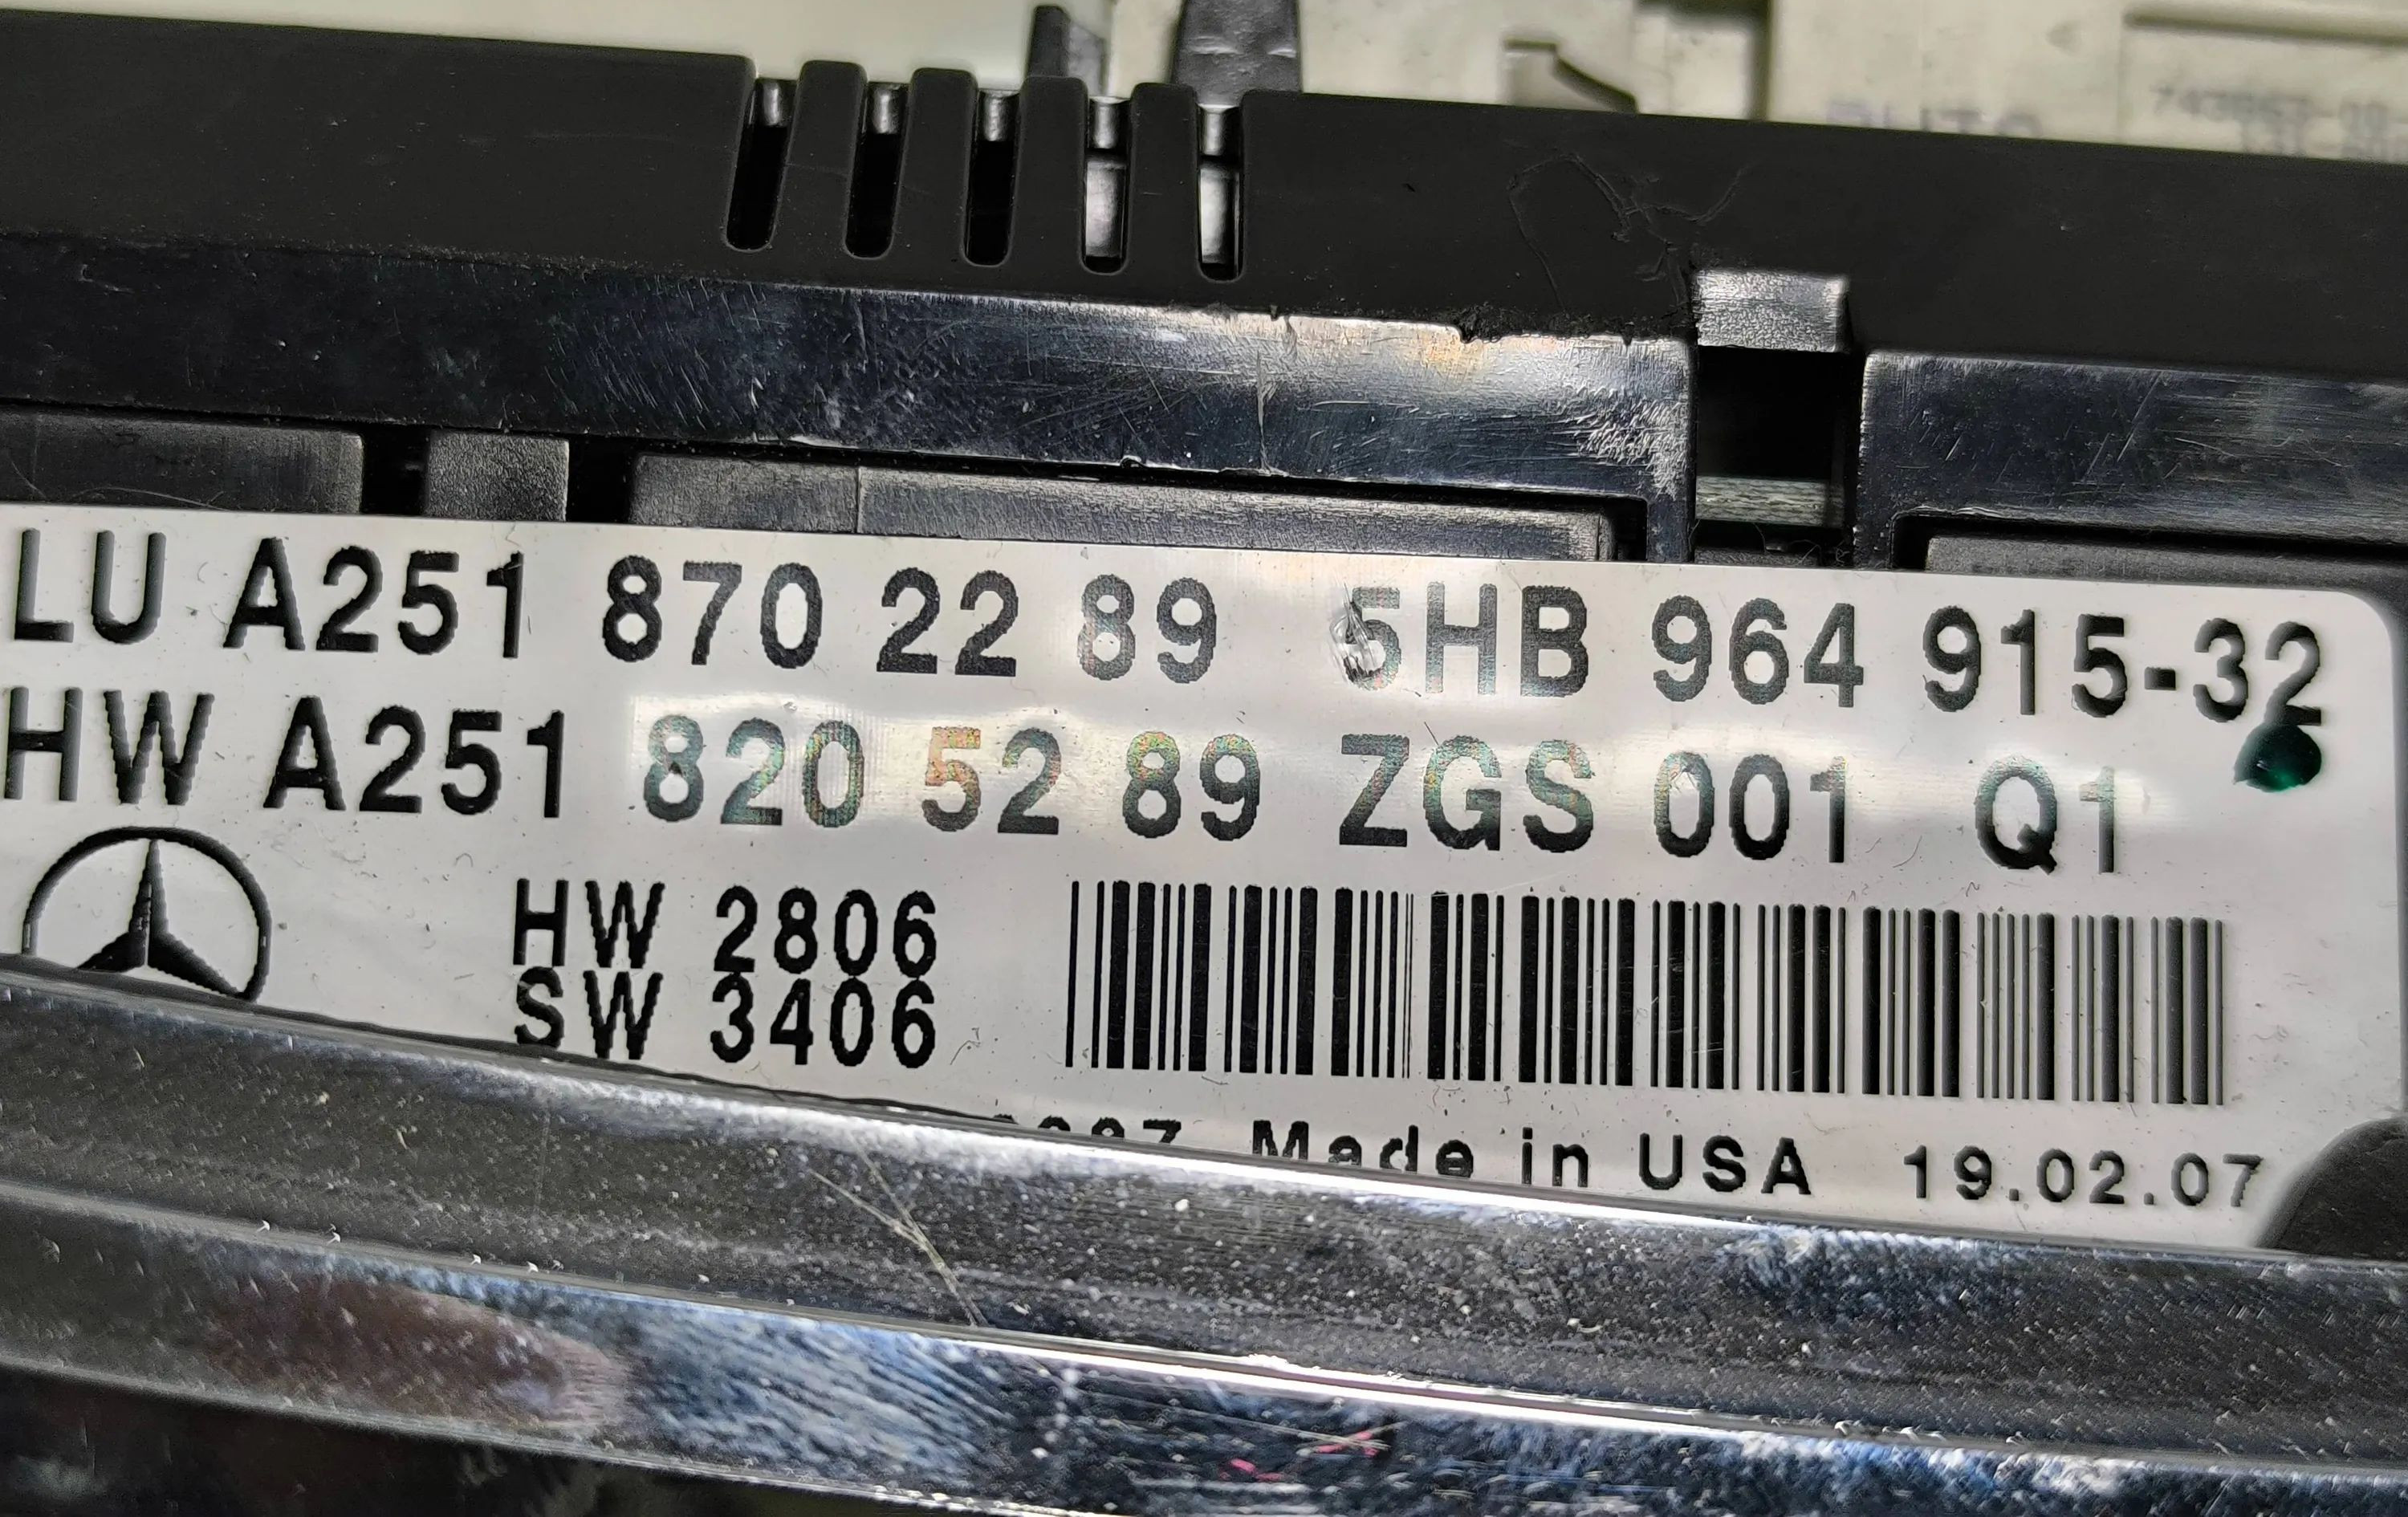 LU A251 870 22 89 5HB 964 915-32
HW A251 820 52 89 ZGS 001 Q1
HW 2806
SW 3406
Made in USA 19.02.07